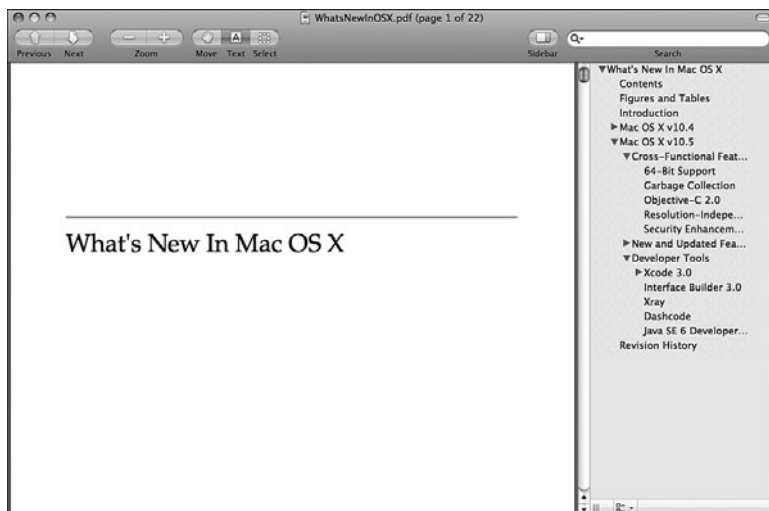 WhatsNewInOSX.pdf (page 1 of 22)
Previous Next Zoom Move Text Select Sidebar Search
What's New In Mac OS X
What's New In Mac OS X
Contents
Figures and Tables
Introduction
Mac OS X v10.4
Mac OS X v10.5
Cross-Functional Feat...
64-Bit Support
Garbage Collection
Objective-C 2.0
Resolution-Indepe...
Security Enhancem...
New and Updated Fea...
Developer Tools
Xcode 3.0
Interface Builder 3.0
Xray
Dashcode
Java SE 6 Developer...
Revision History